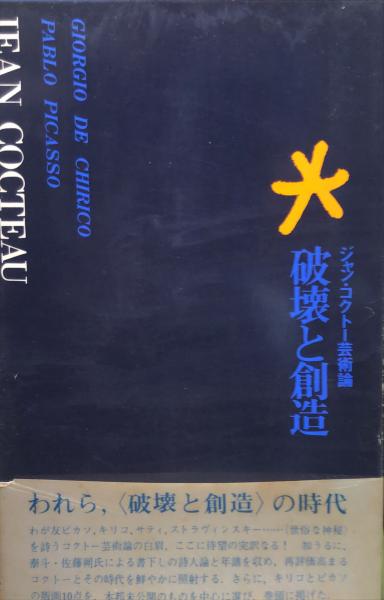 GIORGIO DE CHIRICO
PABLO PICASSO
JEAN COCTEAU
ジャン・コクトー芸術論
破壊と創造
われら,〈破壊と創造〉の時代
わが友ピカソ、キリコ、サティ、ストラヴィンスキー……〈世俗な神秘〉
を詩うコクトー芸術論の白眉、ここに待望の完訳なる! 加うるに、
泰斗・佐藤朔氏による書下しの詩人論と年譜を収め、再評価高まる
コクトーとその時代を鮮やかに照射する。さらに、キリコとピカソ
の版画10点を、本邦未公開のものを中心に選び、巻頭に掲げた。